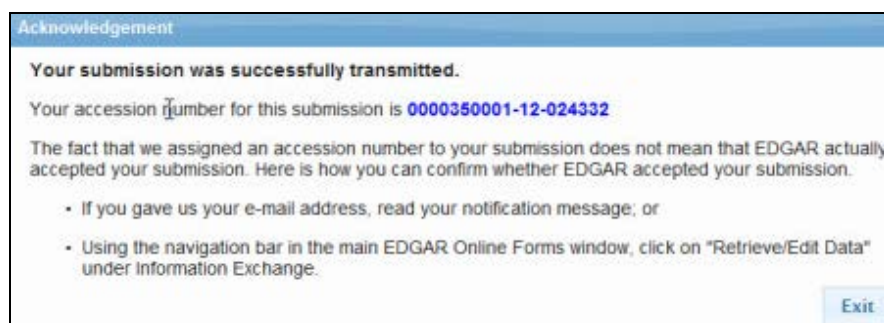 Acknowledgement
Your submission was successfully transmitted.
Your accession number for this submission is 0000350001-12-024332
The fact that we assigned an accession number to your submission does not mean that EDGAR actually
accepted your submission. Here is how you can confirm whether EDGAR accepted your submission.
• If you gave us your e-mail address, read your notification message; or
• Using the navigation bar in the main EDGAR Online Forms window, click on "Retrieve/Edit Data"
under Information Exchange.
Exit